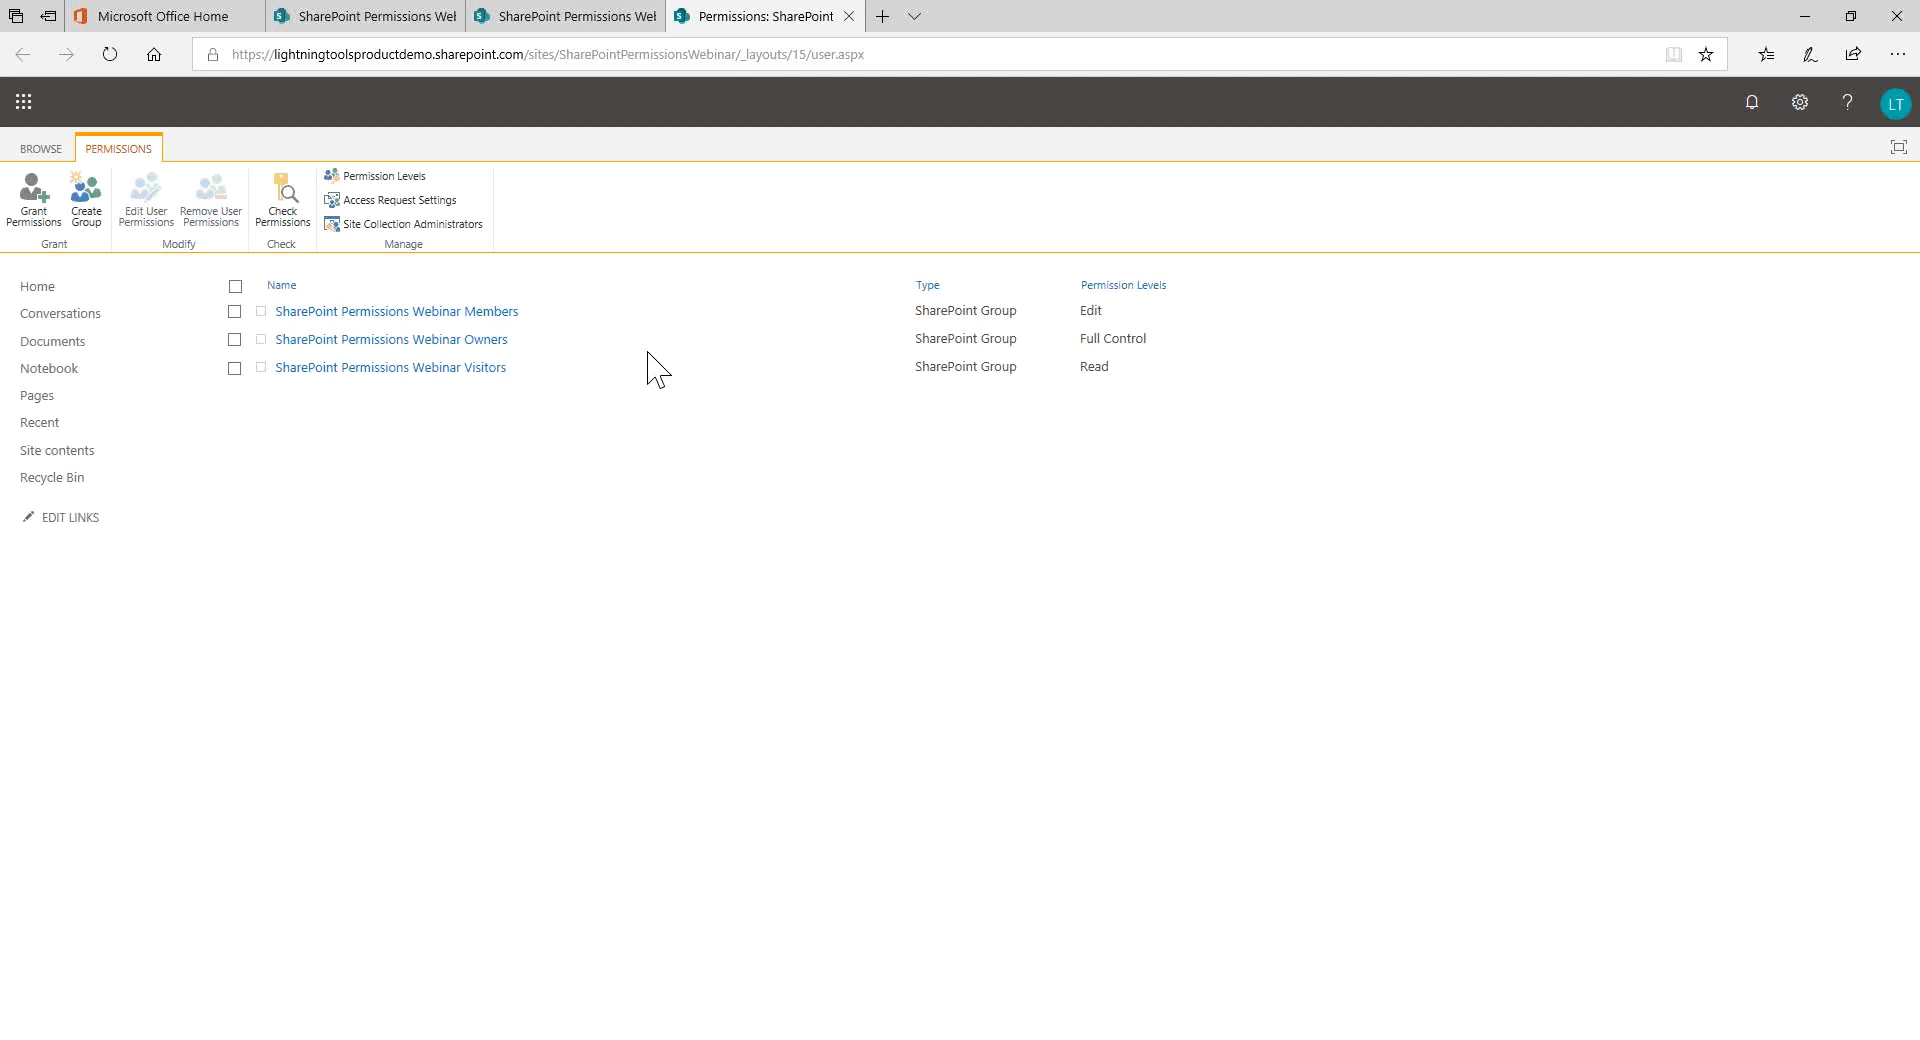 Microsoft Office Home
SharePoint Permissions Wel
SharePoint Permissions We
Permissions: SharePoint
https://lightningtoolsproductdemo.sharepoint.com/sites/SharePointPermissionsWebinar/_layouts/15/user.aspx
LT
BROWSE
PERMISSIONS
Grant Permissions
Create Group
Edit User Permissions
Remove User Permissions
Check Permissions
Permission Levels
Access Request Settings
Site Collection Administrators
Grant
Modify
Check
Manage
Home
Conversations
Documents
Notebook
Pages
Recent
Site contents
Recycle Bin
EDIT LINKS
Name Type Permission Levels
SharePoint Permissions Webinar Members SharePoint Group Edit
SharePoint Permissions Webinar Owners SharePoint Group Full Control
SharePoint Permissions Webinar Visitors SharePoint Group Read